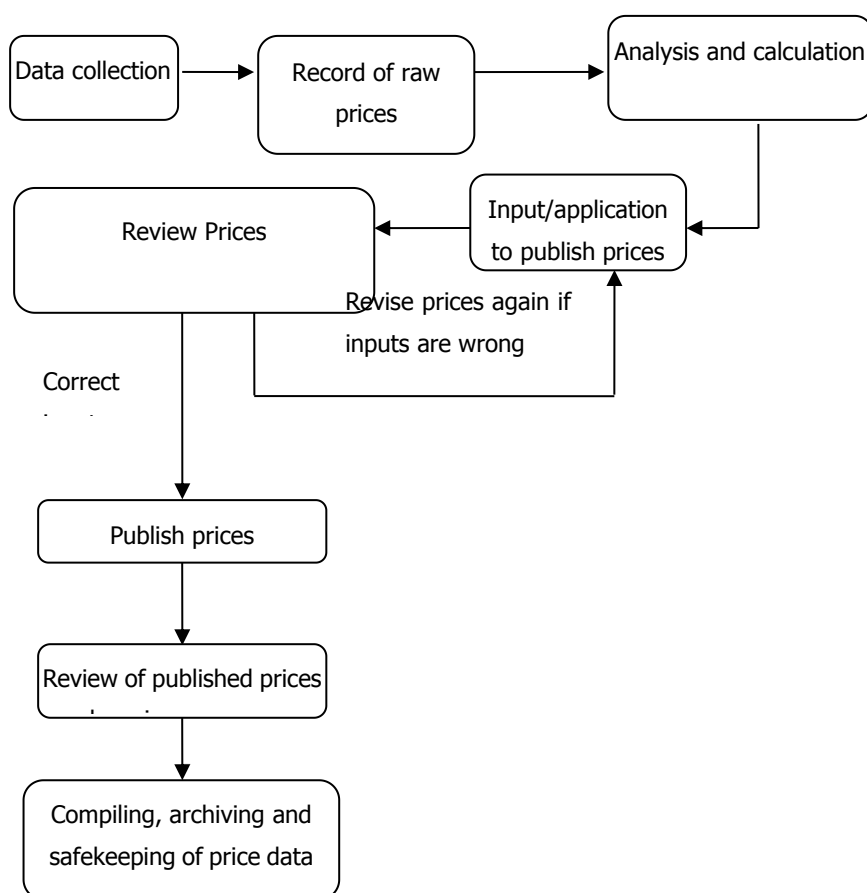 Data collection
Record of raw
prices
Analysis and calculation
Input/application
to publish prices
Review Prices
Revise prices again if
inputs are wrong
Correct
Publish prices
Review of published prices
Compiling, archiving and
safekeeping of price data